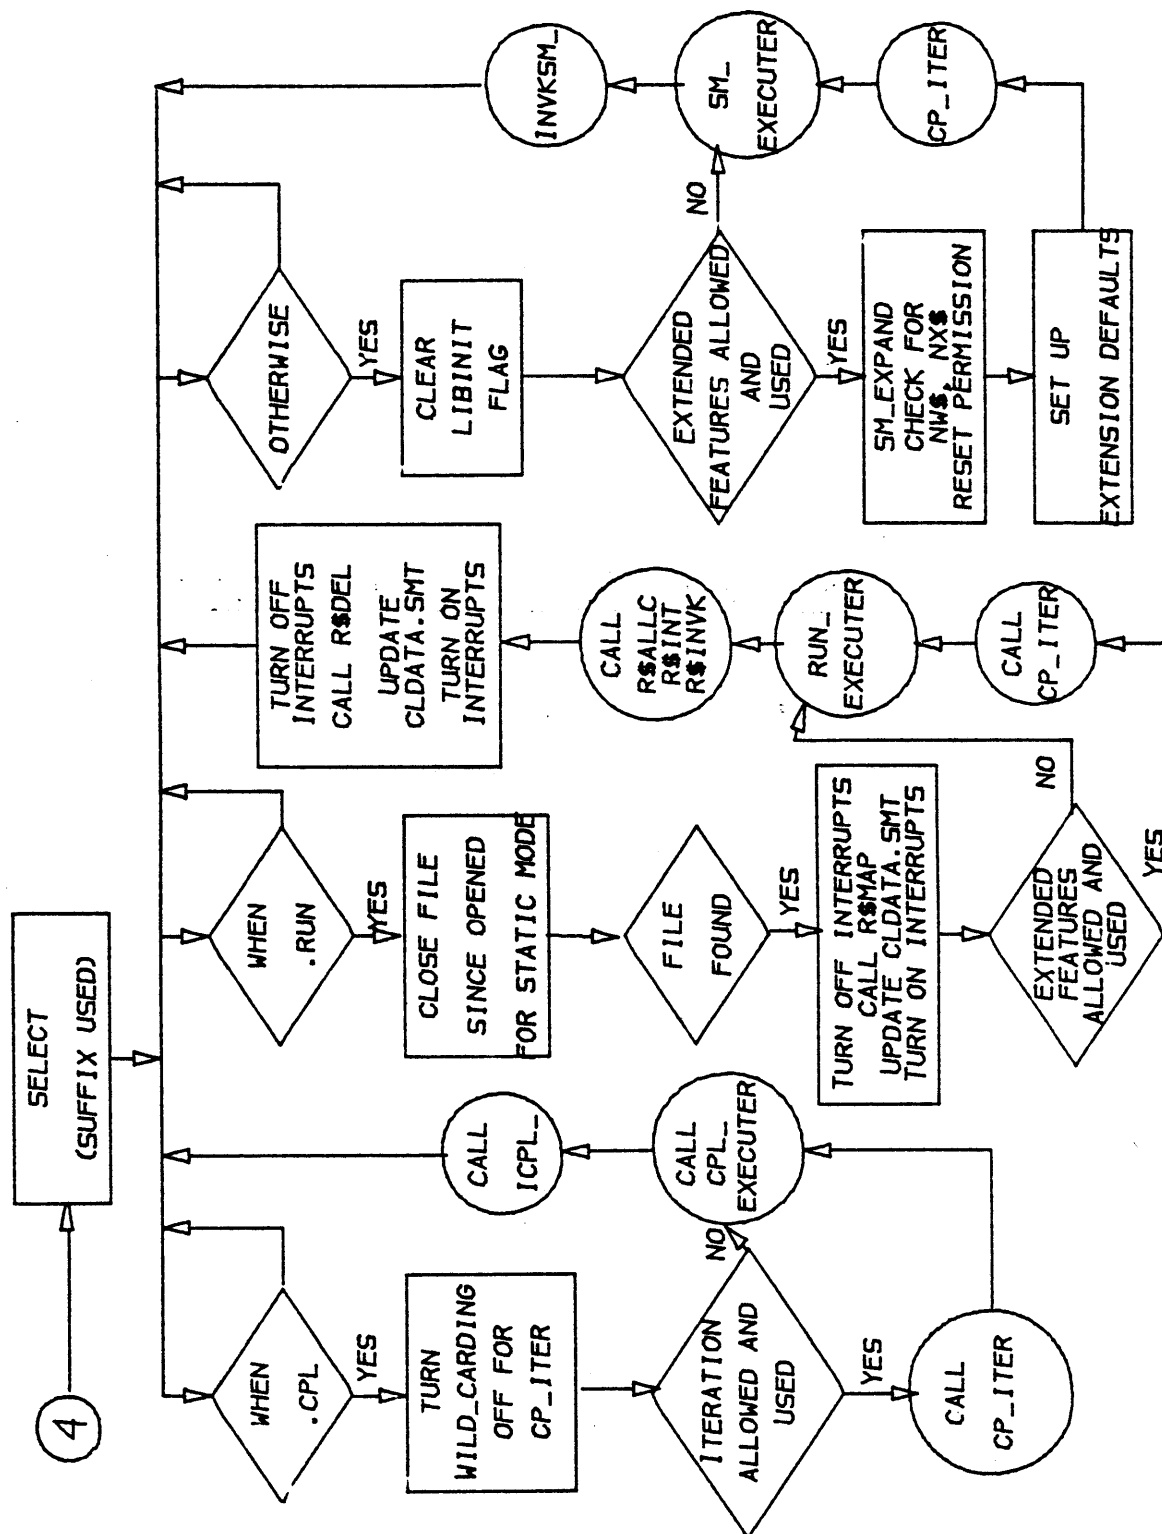 4
SELECT
(SUFFIX USED)
WHEN
.CPL
YES
TURN
WILD_CARDING
OFF FOR
CP_ITER
ITERATION
ALLOWED AND
USED
NO
YES
CALL
CP_ITER
CALL
CPL_
EXECUTER
CALL
ICPL_
WHEN
.RUN
YES
CLOSE FILE
SINCE OPENED
FOR STATIC MODE
FILE
FOUND
YES
TURN OFF INTERRUPTS
CALL R$MAP
UPDATE CLDATA.SMT
TURN ON INTERRUPTS
EXTENDED
FEATURES
ALLOWED AND
USED
NO
YES
CALL
CP_ITER
RUN_
EXECUTER
CALL
R$ALLC
R$INT
R$INVK
TURN OFF
INTERRUPTS
CALL R$DEL
UPDATE
CLDATA.SMT
TURN ON
INTERRUPTS
OTHERWISE
YES
CLEAR
LIBINIT
FLAG
EXTENDED
FEATURES ALLOWED
AND
USED
NO
YES
SM_EXPAND
CHECK FOR
NW$, NX$
RESET PERMISSION
SET UP
EXTENSION DEFAULTS
CP_ITER
SM_
EXECUTER
INVKSM_